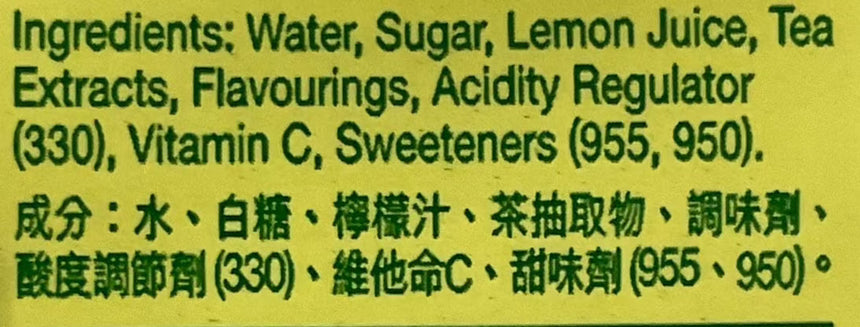 Ingredients: Water, Sugar, Lemon Juice, Tea
Extracts, Flavourings, Acidity Regulator
(330), Vitamin C, Sweeteners (955, 950).
成分：水、白糖、檸檬汁、茶抽取物、調味劑、
酸度調節劑(330)、維他命C、甜味劑(955、950)。